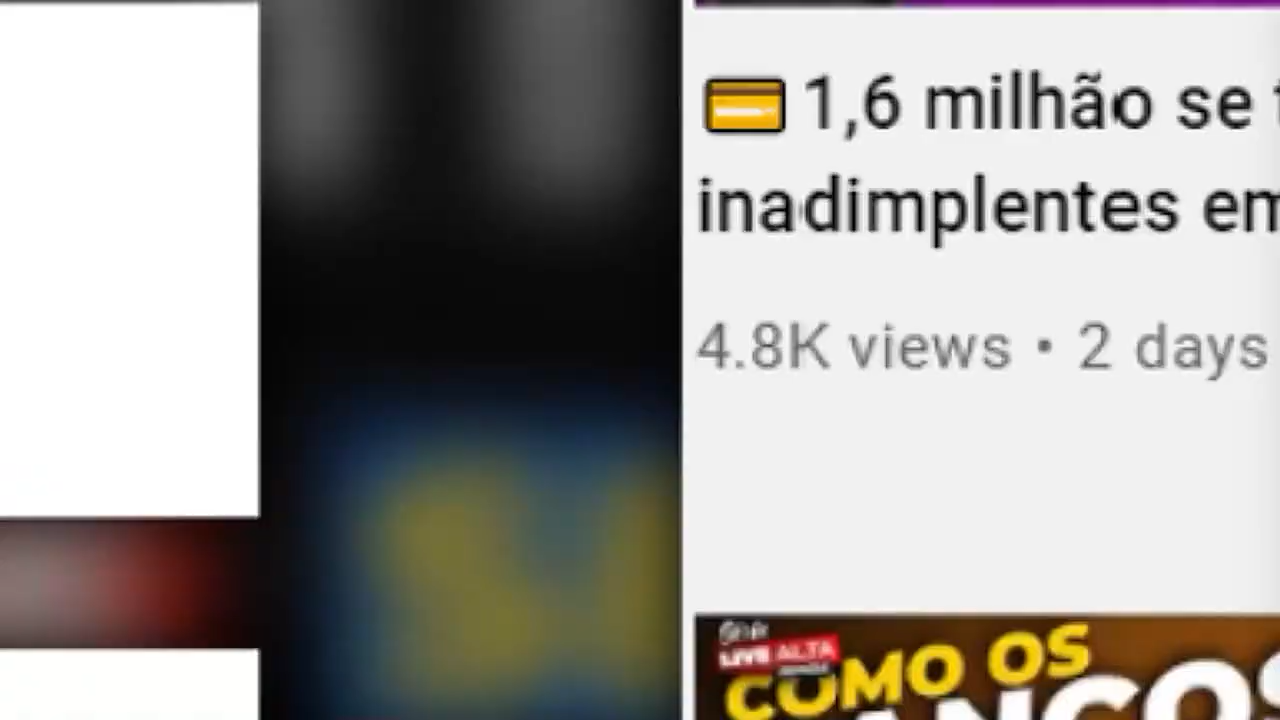 💳 1,6 milhão se
inadimplentes em
4.8K views • 2 days
LIVE ALTA
COMO OS